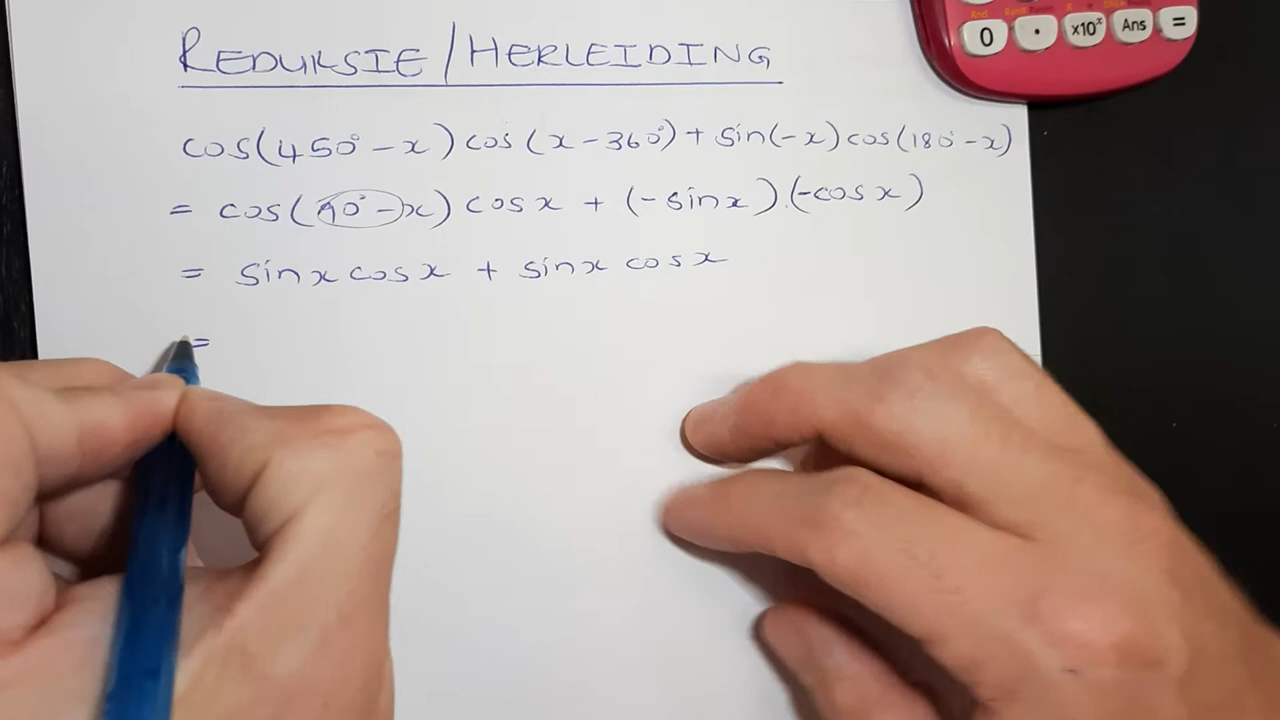 REDUKSIE/HERLEIDING
cos(450° - x) cos(x - 360°) + sin(-x) cos(180° - x)
= cos(90° - x) cos x + (-sin x).(-cos x)
= sin x cos x + sin x cos x
=
0 . ×10ˣ Ans =